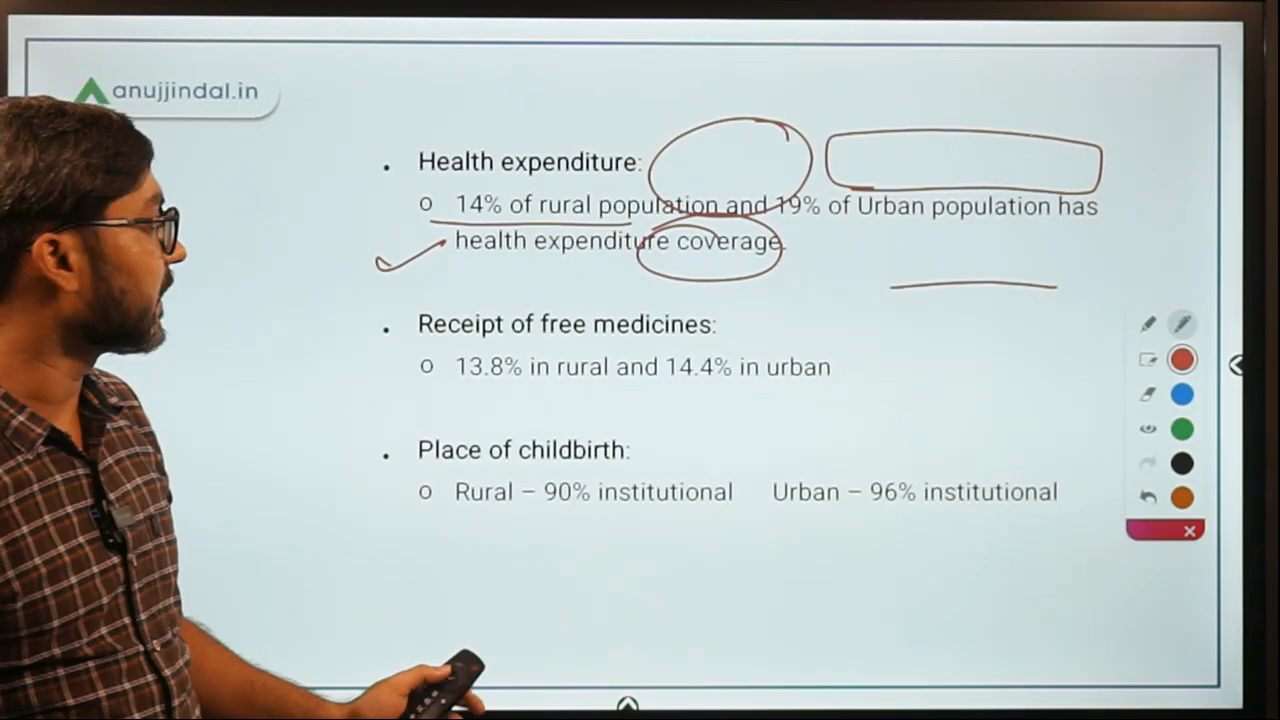 anujjindal.in
. Health expenditure:
o 14% of rural population and 19% of Urban population has
health expenditure coverage.
. Receipt of free medicines:
o 13.8% in rural and 14.4% in urban
. Place of childbirth:
o Rural – 90% institutional Urban – 96% institutional